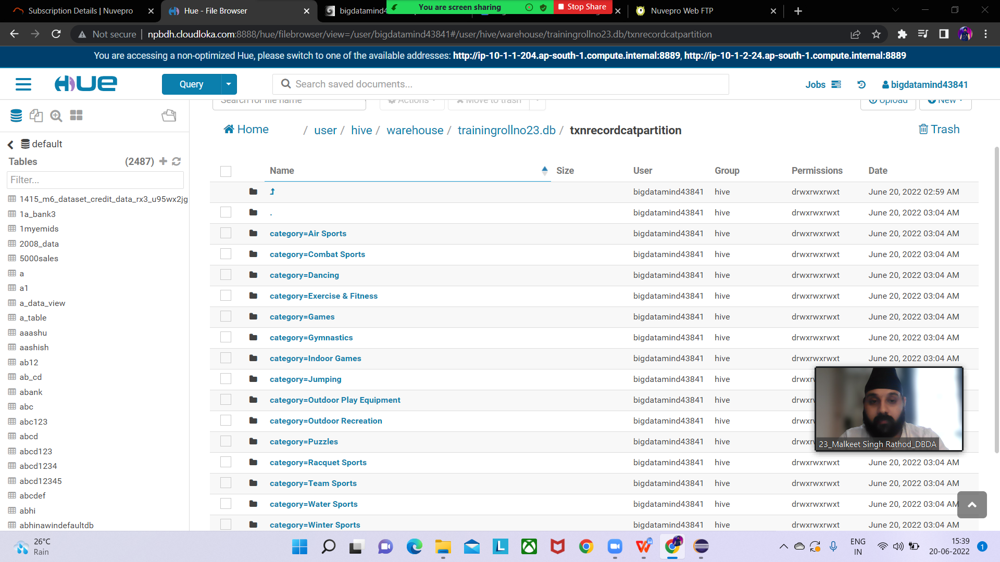 Subscription Details | Nuvepro
Hue - File Browser
bigdatamind4
You are screen sharing
Stop Share
Nuvepro Web FTP
Not secure
npbdh.cloudloka.com:8888/hue/filebrowser/view=/user/bigdatamind43841#/user/hive/warehouse/trainingrollno23.db/txnrecordcatpartition
You are accessing a non-optimized Hue, please switch to one of the available addresses: http://ip-10-1-1-204.ap-south-1.compute.internal:8889, http://ip-10-1-2-24.ap-south-1.compute.internal:8889
HUE
Query
Search saved documents...
Jobs
bigdatamind43841
Search for file name
Actions
Move to trash
Upload
New
Home / user / hive / warehouse / trainingrollno23.db / txnrecordcatpartition
Trash
default
Tables (2487)
Filter...
1415_m6_dataset_credit_data_rx3_u95wx2jg
1a_bank3
1myemids
2008_data
5000sales
a
a1
a_data_view
a_table
aaashu
aashish
ab12
ab_cd
abank
abc
abc123
abcd
abcd123
abcd1234
abcd12345
abcdef
abhi
abhinawindefaultdb
Name Size User Group Permissions Date
bigdatamind43841 hive drwxrwxrwxt June 20, 2022 02:59 AM
. bigdatamind43841 hive drwxrwxrwxt June 20, 2022 03:04 AM
category=Air Sports bigdatamind43841 hive drwxrwxrwxt June 20, 2022 03:04 AM
category=Combat Sports bigdatamind43841 hive drwxrwxrwxt June 20, 2022 03:04 AM
category=Dancing bigdatamind43841 hive drwxrwxrwxt June 20, 2022 03:04 AM
category=Exercise & Fitness bigdatamind43841 hive drwxrwxrwxt June 20, 2022 03:04 AM
category=Games bigdatamind43841 hive drwxrwxrwxt June 20, 2022 03:04 AM
category=Gymnastics bigdatamind43841 hive drwxrwxrwxt June 20, 2022 03:04 AM
category=Indoor Games bigdatamind43841 hive drwxrwxrwxt June 20, 2022 03:04 AM
category=Jumping bigdatamind43841 hive drwxrw
category=Outdoor Play Equipment bigdatamind43841 hive drwxrw
category=Outdoor Recreation bigdatamind43841 hive drwxrw
category=Puzzles bigdatamind43841 hive drwxrw
category=Racquet Sports bigdatamind43841 hive drwxrwxrwxt June 20, 2022 03:04 AM
category=Team Sports bigdatamind43841 hive drwxrwxrwxt June 20, 2022 03:04 AM
category=Water Sports bigdatamind43841 hive drwxrwxrwxt June 20, 2022 03:04 AM
category=Winter Sports bigdatamind43841 hive drwxrwxrwxt June 20, 2022 03:04 AM
23_Malkeet Singh Rathod_DBDA
26°C
Rain
ENG
IN
15:39
20-06-2022
1